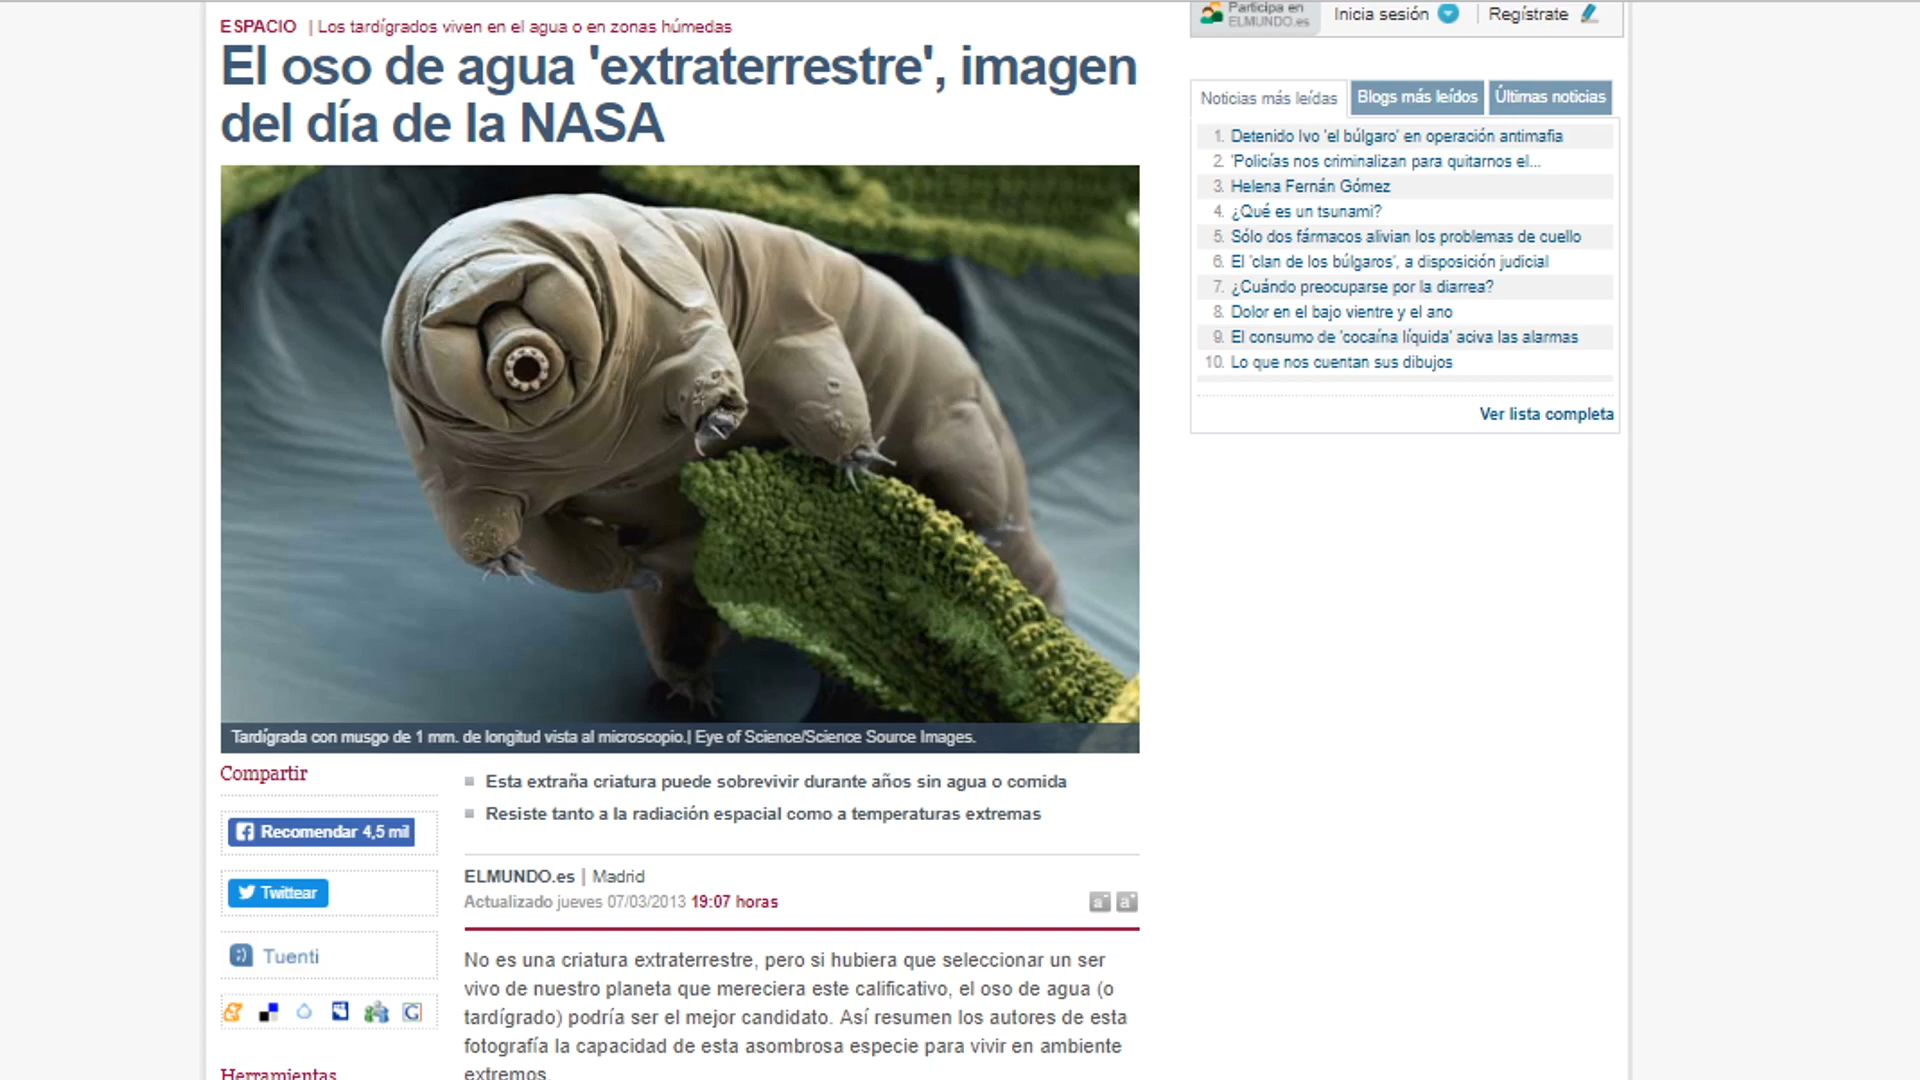 ESPACIO | Los tardígrados viven en el agua o en zonas húmedas
El oso de agua 'extraterrestre', imagen
del día de la NASA
Tardígrada con musgo de 1 mm. de longitud vista al microscopio.| Eye of Science/Science Source Images.
Compartir
Recomendar 4,5 mil
Twittear
Tuenti
Herramientas
Esta extraña criatura puede sobrevivir durante años sin agua o comida
Resiste tanto a la radiación espacial como a temperaturas extremas
ELMUNDO.es | Madrid
Actualizado jueves 07/03/2013 19:07 horas
a- a+
No es una criatura extraterrestre, pero si hubiera que seleccionar un ser
vivo de nuestro planeta que mereciera este calificativo, el oso de agua (o
tardígrado) podría ser el mejor candidato. Así resumen los autores de esta
fotografía la capacidad de esta asombrosa especie para vivir en ambiente
extremos.
Participa en
ELMUNDO.es
Inicia sesión | Regístrate
Noticias más leídas Blogs más leídos Últimas noticias
1. Detenido Ivo 'el búlgaro' en operación antimafia
2. 'Policías nos criminalizan para quitarnos el...
3. Helena Fernán Gómez
4. ¿Qué es un tsunami?
5. Sólo dos fármacos alivian los problemas de cuello
6. El 'clan de los búlgaros', a disposición judicial
7. ¿Cuándo preocuparse por la diarrea?
8. Dolor en el bajo vientre y el ano
9. El consumo de 'cocaína líquida' aciva las alarmas
10. Lo que nos cuentan sus dibujos
Ver lista completa